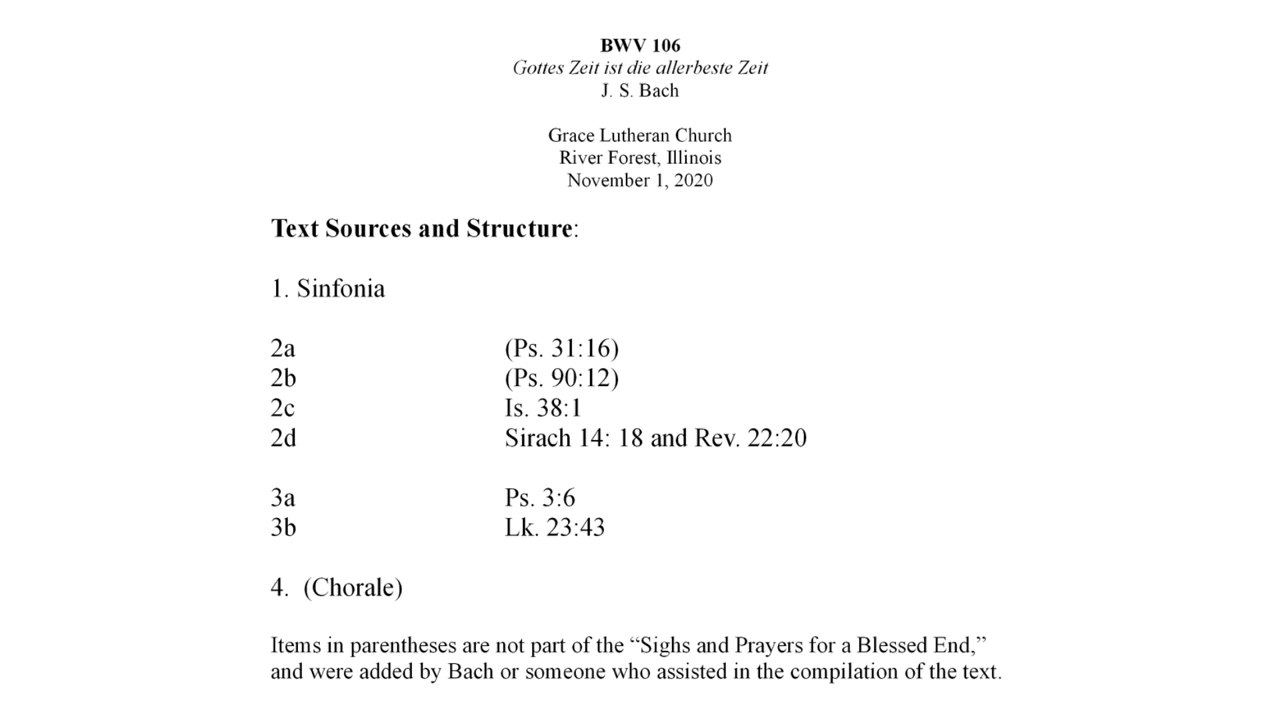 BWV 106
Gottes Zeit ist die allerbeste Zeit
J. S. Bach
Grace Lutheran Church
River Forest, Illinois
November 1, 2020
Text Sources and Structure:
1. Sinfonia
2a (Ps. 31:16)
2b (Ps. 90:12)
2c Is. 38:1
2d Sirach 14: 18 and Rev. 22:20
3a Ps. 3:6
3b Lk. 23:43
4. (Chorale)
Items in parentheses are not part of the “Sighs and Prayers for a Blessed End,”
and were added by Bach or someone who assisted in the compilation of the text.